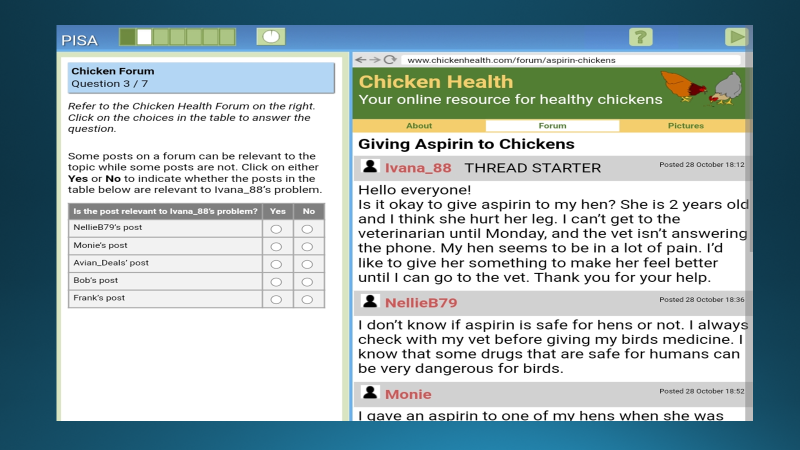 PISA
?
Chicken Forum
Question 3 / 7
Refer to the Chicken Health Forum on the right.
Click on the choices in the table to answer the
question.
Some posts on a forum can be relevant to the
topic while some posts are not. Click on either
Yes or No to indicate whether the posts in the
table below are relevant to Ivana_88's problem.
Is the post relevant to Ivana_88's problem? Yes No
NellieB79's post
Monie's post
Avian_Deals' post
Bob's post
Frank's post
www.chickenhealth.com/forum/aspirin-chickens
Chicken Health
Your online resource for healthy chickens
About Forum Pictures
Giving Aspirin to Chickens
Ivana_88 THREAD STARTER Posted 28 October 18:12
Hello everyone!
Is it okay to give aspirin to my hen? She is 2 years old
and I think she hurt her leg. I can't get to the
veterinarian until Monday, and the vet isn't answering
the phone. My hen seems to be in a lot of pain. I'd
like to give her something to make her feel better
until I can go to the vet. Thank you for your help.
NellieB79 Posted 28 October 18:36
I don't know if aspirin is safe for hens or not. I always
check with my vet before giving my birds medicine. I
know that some drugs that are safe for humans can
be very dangerous for birds.
Monie Posted 28 October 18:52
I gave an aspirin to one of my hens when she was